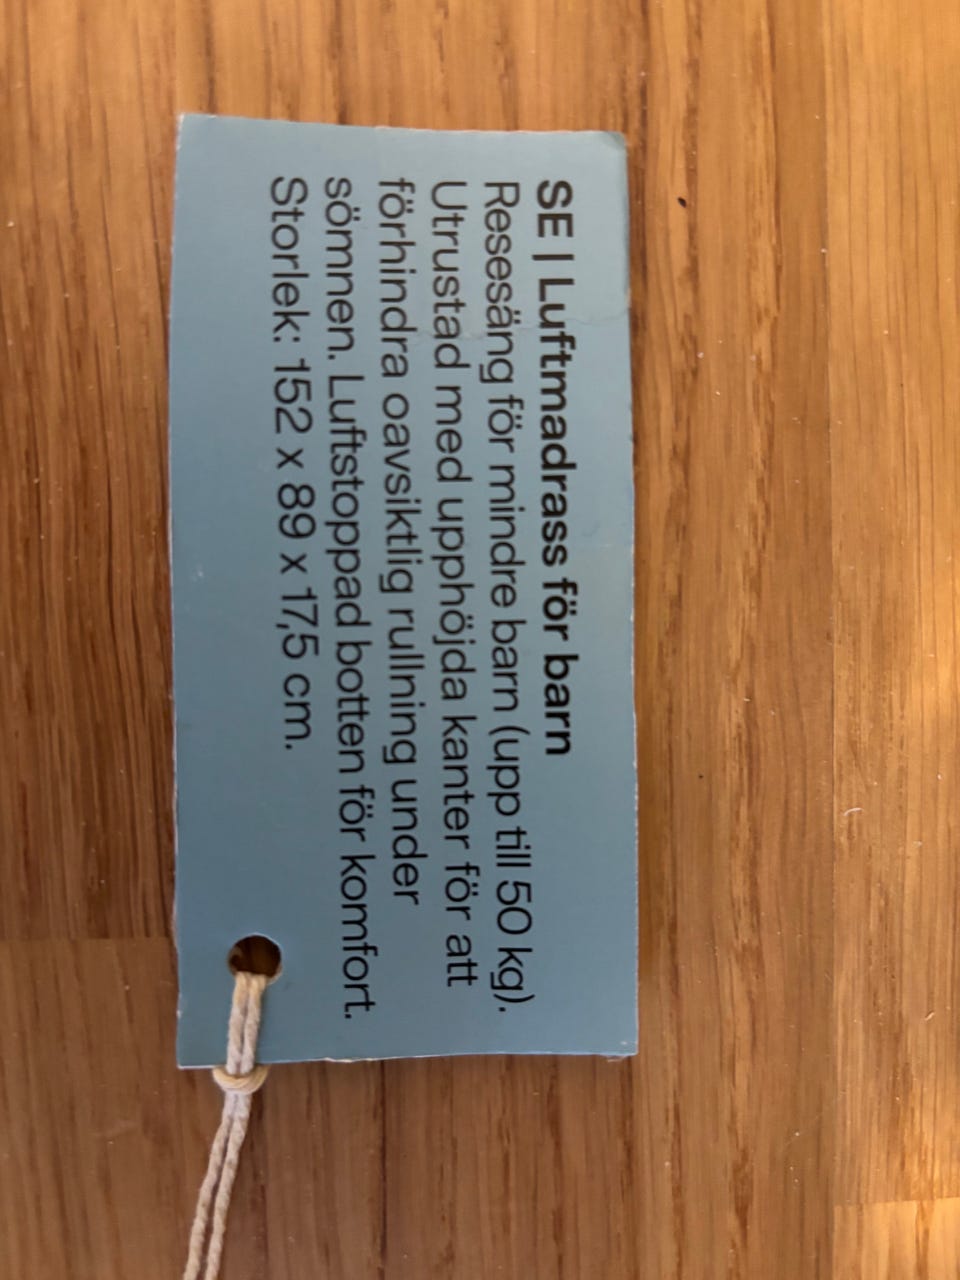 SE | Luftmadrass för barn
Resesäng för mindre barn (upp till 50 kg).
Utrustad med upphöjda kanter för att
förhindra oavsiktlig rullning under
sömnen. Luftstoppad botten för komfort.
Storlek: 152 x 89 x 17,5 cm.